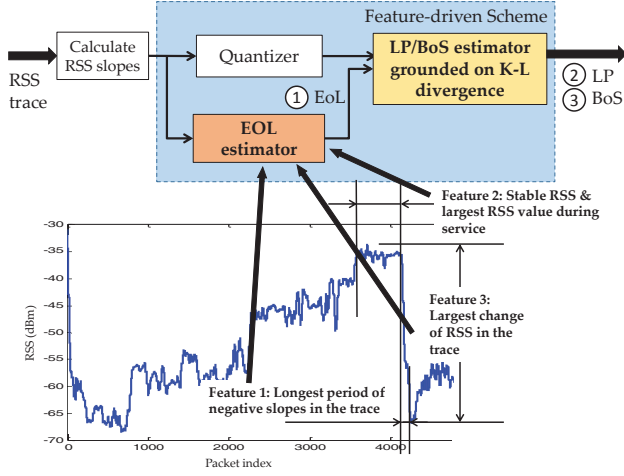 Feature-driven Scheme
Calculate
RSS slopes
Quantizer
LP/BoS estimator
grounded on K-L
divergence
RSS
trace
① EoL
② LP
③ BoS
EOL
estimator
Feature 2: Stable RSS &
largest RSS value during
service
-30
-35
-40
-45
-50
-55
-60
-65
-70
RSS (dBm)
Feature 3:
Largest change
of RSS in the
trace
Feature 1: Longest period of
negative slopes in the trace
0
1000
2000
3000
4000
Packet index